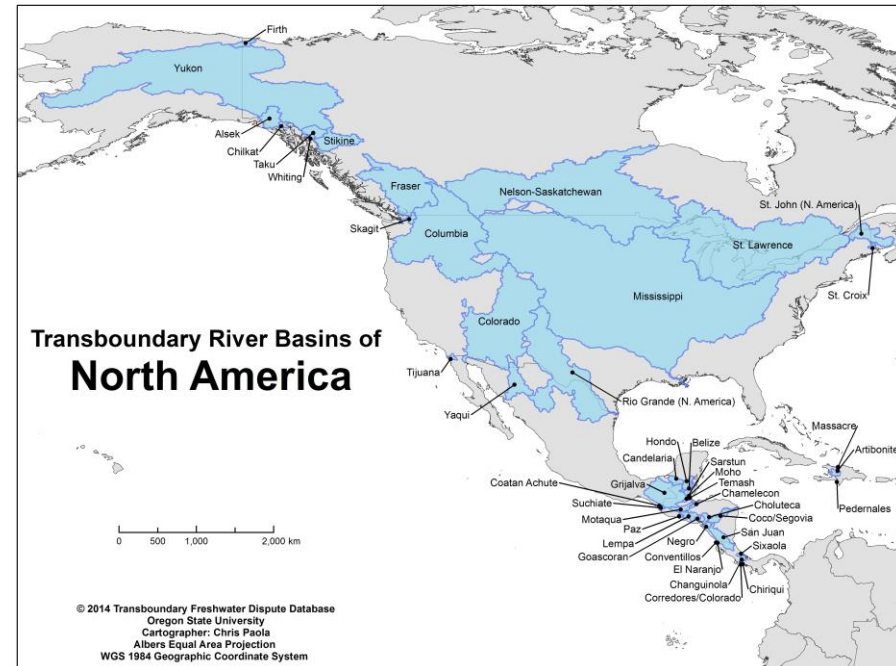 Firth
Yukon
Alsek
Chilkat
Taku
Whiting
Stikine
Fraser
Nelson-Saskatchewan
St. John (N. America)
Skagit
Columbia
St. Lawrence
St. Croix
Mississippi
Colorado
Transboundary River Basins of
North America
Tijuana
Yaqui
Rio Grande (N. America)
Massacre
Hondo
Belize
Artibonite
Candelaria
Sarstun
Moho
Coatan Achute
Grijalva
Temash
Chamelecon
Pedernales
Suchiate
Choluteca
Motaqua
Coco/Segovia
Paz
San Juan
Lempa
Negro
Sixaola
Goascoran
Conventillos
El Naranjo
Changuinola
Chiriqui
Corredores/Colorado
0 500 1,000 2,000 km
© 2014 Transboundary Freshwater Dispute Database
Oregon State University
Cartographer: Chris Paola
Albers Equal Area Projection
WGS 1984 Geographic Coordinate System